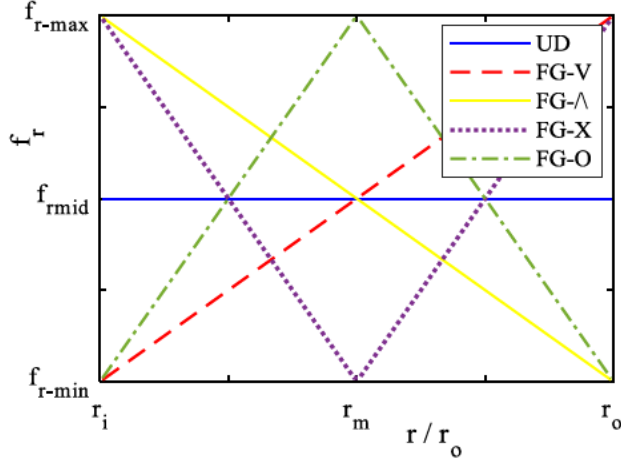 f_r-max
f_r
f_rmid
f_r-min
UD
FG-V
FG-Λ
FG-X
FG-O
r_i
r_m
r_o
r / r_o